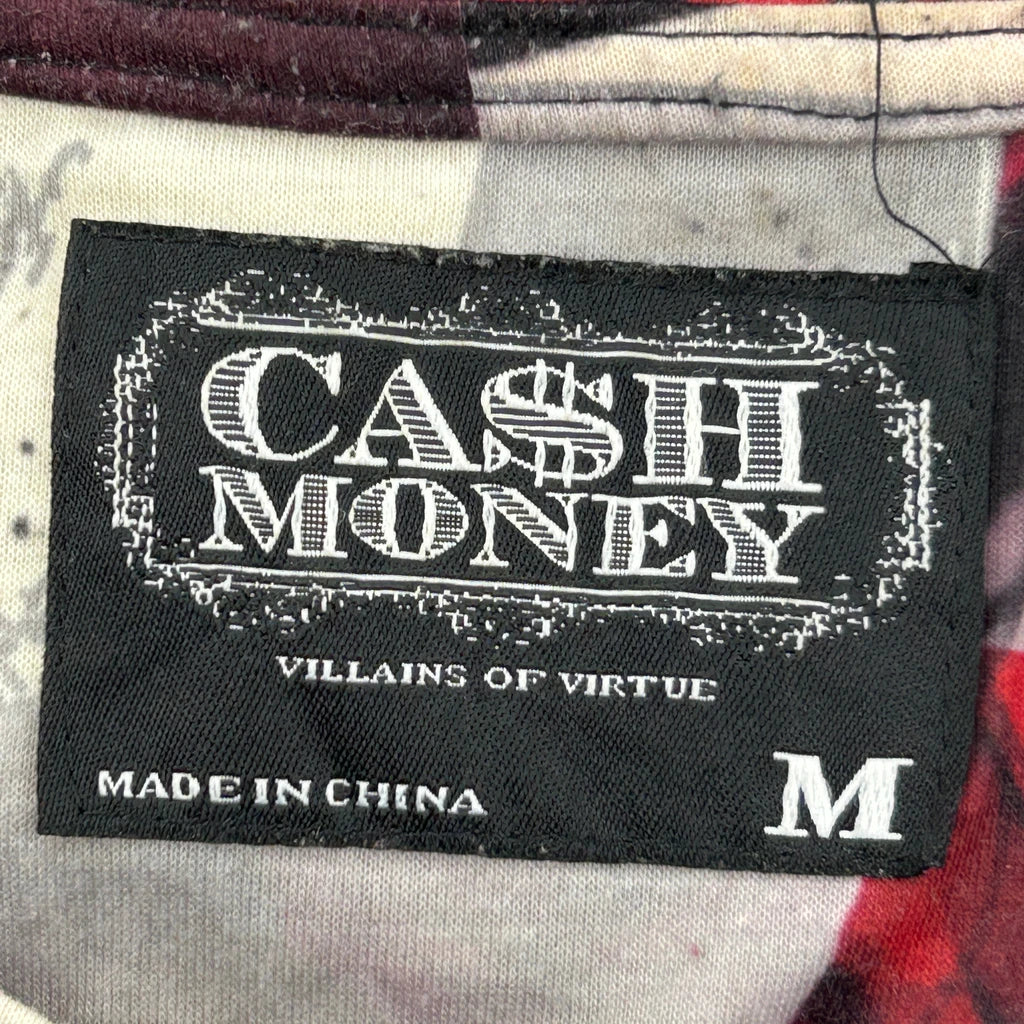 CA$H
MONEY
VILLAINS OF VIRTUE
MADE IN CHINA
M